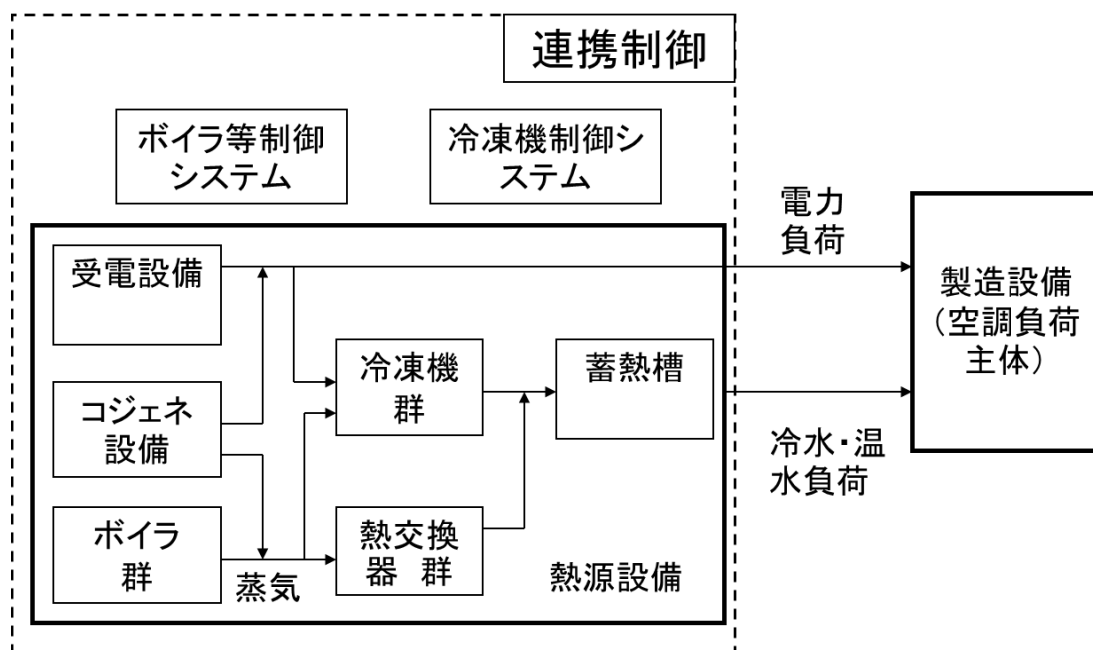 連携制御
ボイラ等制御
システム
冷凍機制御シ
ステム
電力
負荷
受電設備
製造設備
(空調負荷
主体)
冷凍機
群
蓄熱槽
コジェネ
設備
冷水・温
水負荷
ボイラ
群
熱交換
器 群
蒸気
熱源設備